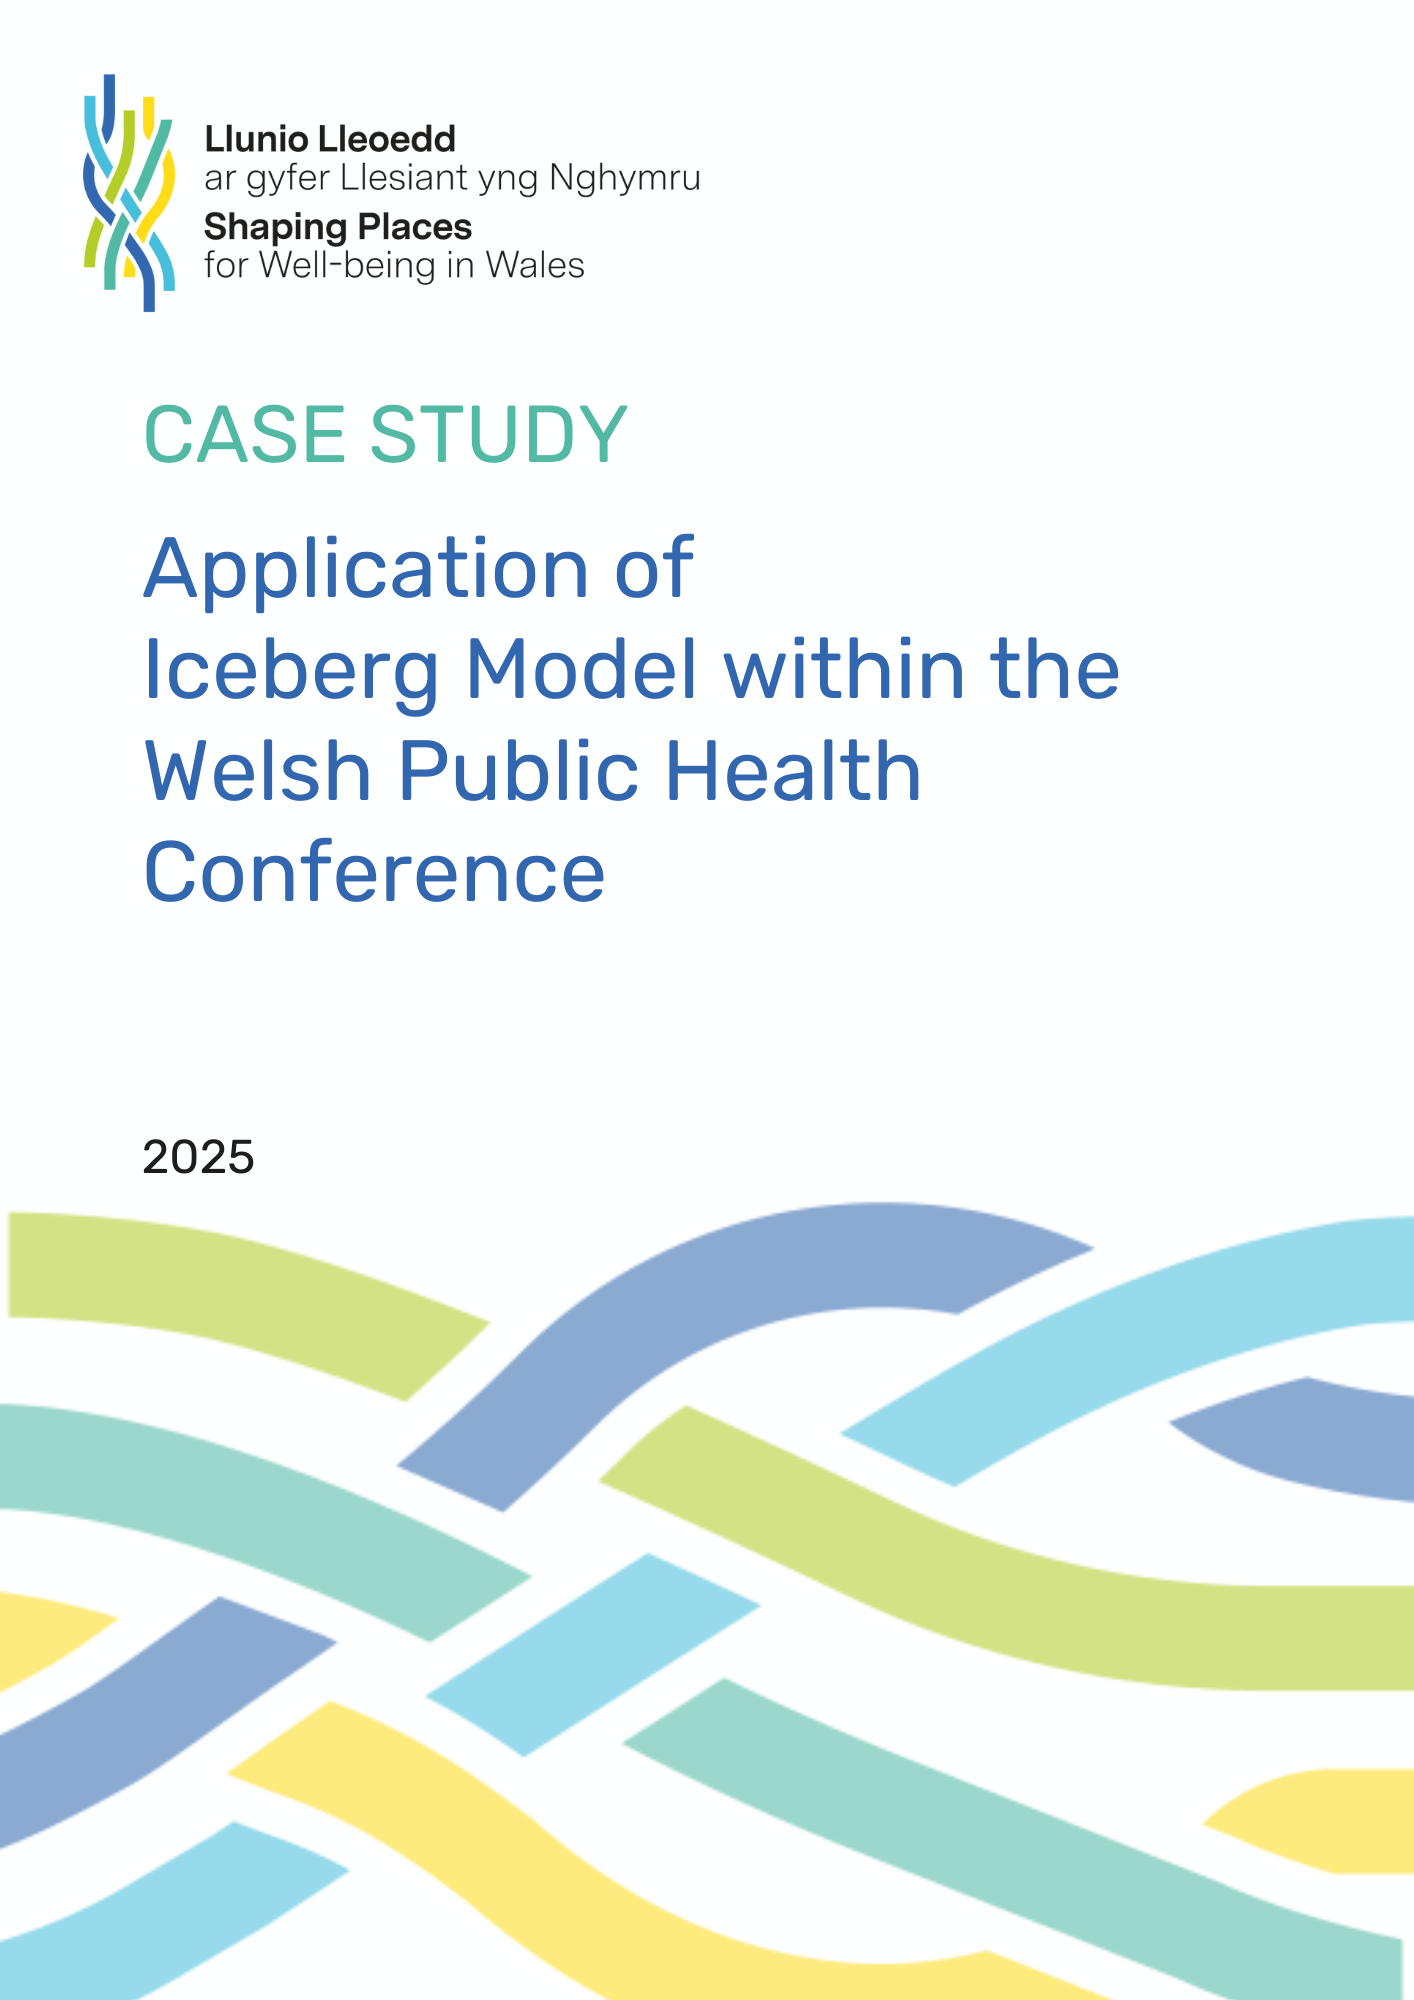 Llunio Lleoedd
ar gyfer Llesiant yng Nghymru
Shaping Places
for Well-being in Wales
CASE STUDY
Application of
Iceberg Model within the
Welsh Public Health
Conference
2025